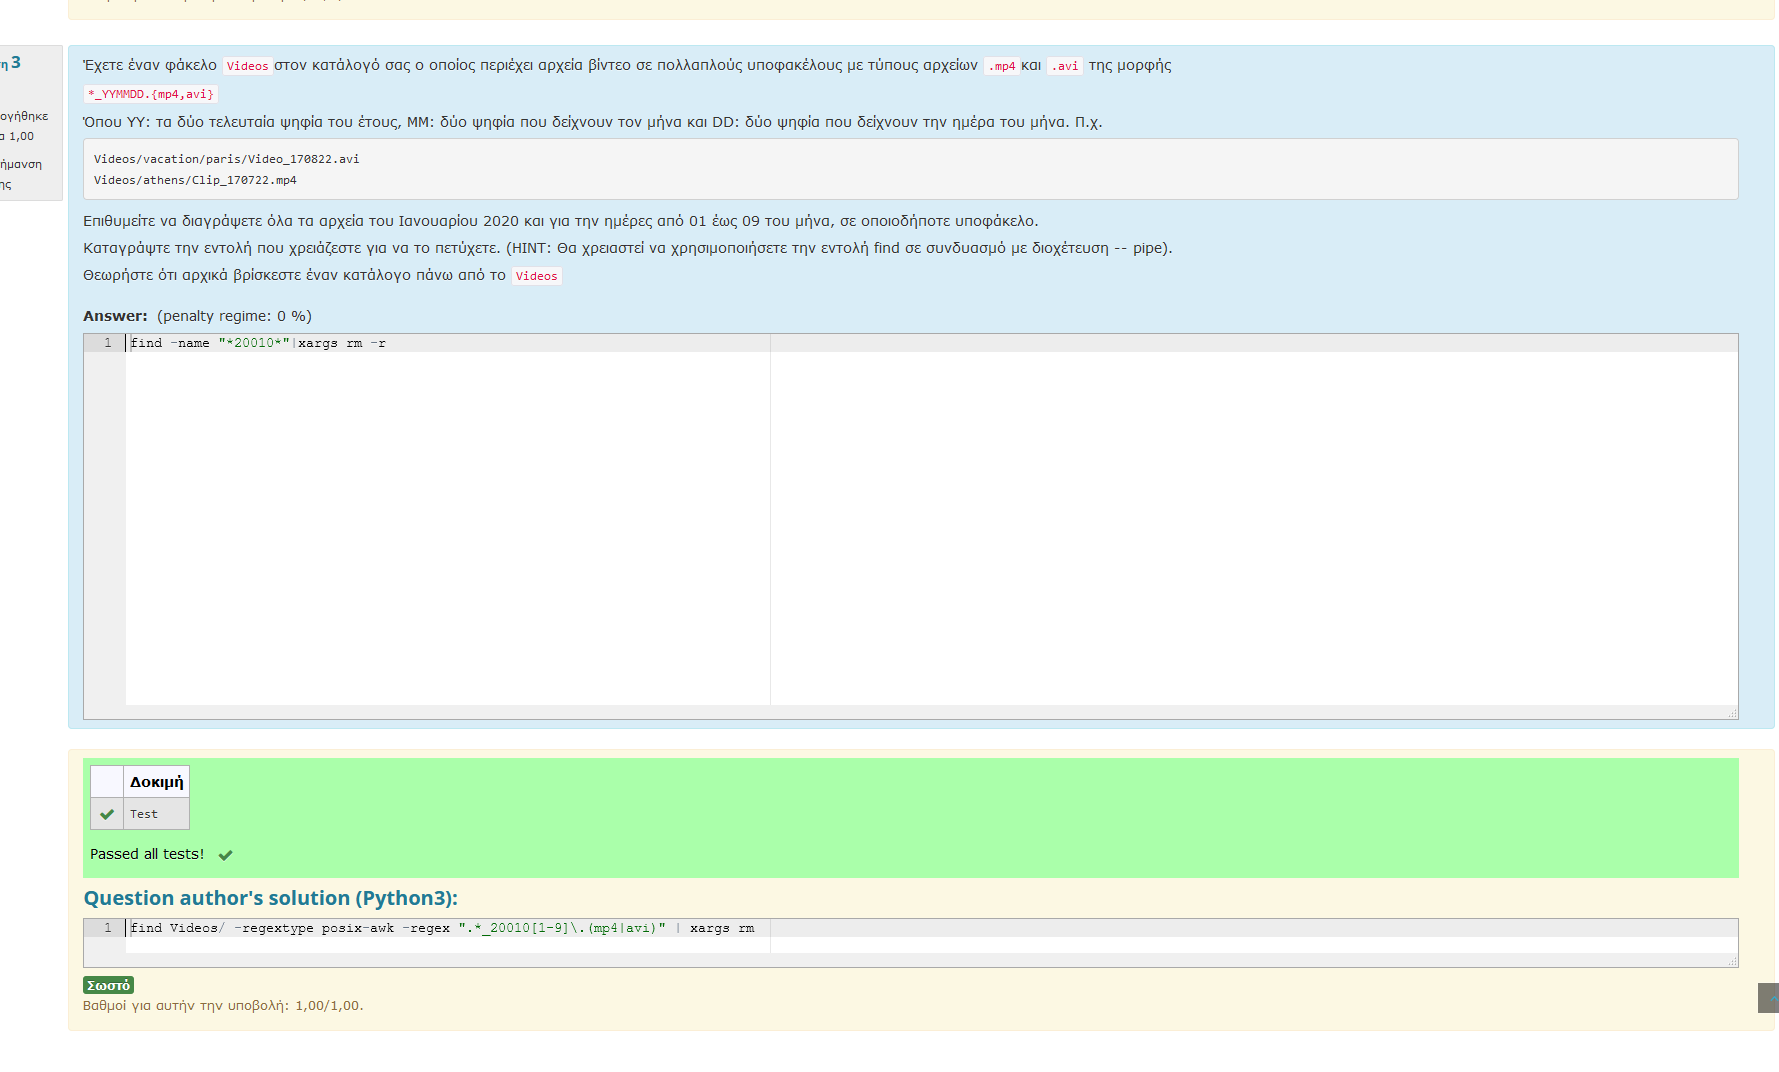 η 3
ογήθηκε
α 1,00
ήμανση
ης
Έχετε έναν φάκελο Videos στον κατάλογό σας ο οποίος περιέχει αρχεία βίντεο σε πολλαπλούς υποφακέλους με τύπους αρχείων .mp4 και .avi της μορφής
*_YYMMDD.{mp4,avi}
Όπου YY: τα δύο τελευταία ψηφία του έτους, MM: δύο ψηφία που δείχνουν τον μήνα και DD: δύο ψηφία που δείχνουν την ημέρα του μήνα. Π.χ.
Videos/vacation/paris/Video_170822.avi
Videos/athens/Clip_170722.mp4
Επιθυμείτε να διαγράψετε όλα τα αρχεία του Ιανουαρίου 2020 και για την ημέρες από 01 έως 09 του μήνα, σε οποιοδήποτε υποφάκελο.
Καταγράψτε την εντολή που χρειάζεστε για να το πετύχετε. (HINT: Θα χρειαστεί να χρησιμοποιήσετε την εντολή find σε συνδυασμό με διοχέτευση -- pipe).
Θεωρήστε ότι αρχικά βρίσκεστε έναν κατάλογο πάνω από το Videos
Answer: (penalty regime: 0 %)
1 find -name "*20010*"|xargs rm -r
Δοκιμή
Test
Passed all tests!
Question author's solution (Python3):
1 find Videos/ -regextype posix-awk -regex ".*_20010[1-9]\.(mp4|avi)" | xargs rm
Σωστό
Βαθμοί για αυτήν την υποβολή: 1,00/1,00.